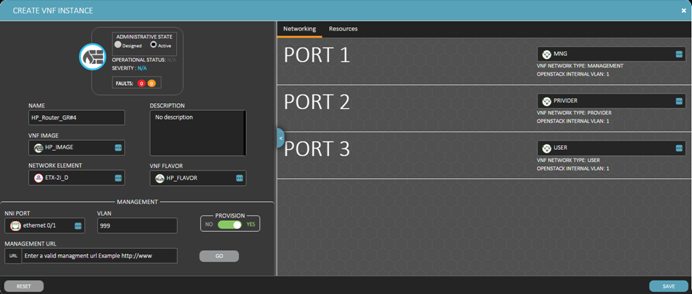 CREATE VNF INSTANCE
ADMINISTRATIVE STATE
Designed Active
OPERATIONAL STATUS: N/A
SEVERITY : N/A
FAULTS: 0 0
NAME
HP_Router_GR#4
DESCRIPTION
No description
VNF IMAGE
HP_IMAGE
NETWORK ELEMENT
ETX-2i_D
VNF FLAVOR
HP_FLAVOR
MANAGEMENT
NNI PORT
ethernet 0/1
VLAN
999
PROVISION
NO YES
MANAGEMENT URL
URL Enter a valid managment url Example http://www
GO
RESET
Networking Resources
PORT 1
MNG
VNF NETWORK TYPE: MANAGEMENT
OPENSTACK INTERNAL VLAN: 1
PORT 2
PRIVIDER
VNF NETWORK TYPE: PROVIDER
OPENSTACK INTERNAL VLAN: 1
PORT 3
USER
VNF NETWORK TYPE: USER
OPENSTACK INTERNAL VLAN: 1
SAVE